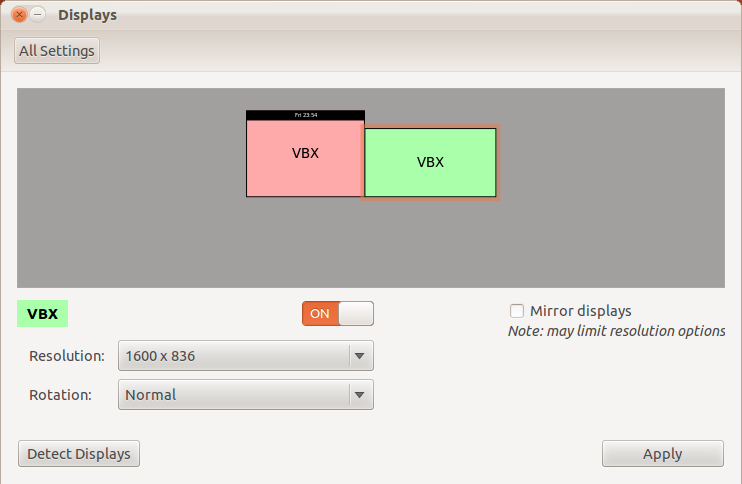 Displays
All Settings
Fri 23:54
VBX
VBX
VBX
ON
Mirror displays
Note: may limit resolution options
Resolution:
1600 x 836
Rotation:
Normal
Detect Displays
Apply